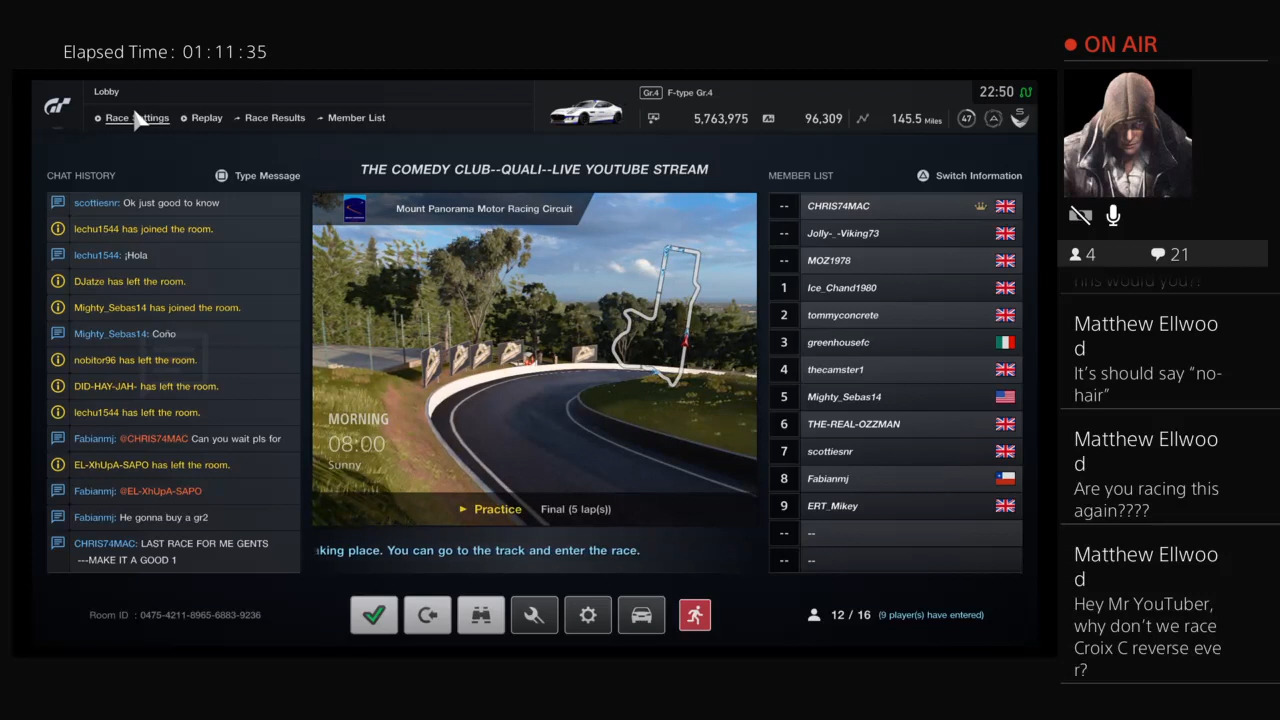 Elapsed Time: 01:11:35
ON AIR
Lobby
Race Settings
Replay
Race Results
Member List
Gr.4
F-type Gr.4
5,763,975
96,309
145.5 Miles
47
A
S
22:50
CHAT HISTORY
Type Message
THE COMEDY CLUB--QUALI--LIVE YOUTUBE STREAM
MEMBER LIST
Switch Information
scottiesnr: Ok just good to know
lechu1544 has joined the room.
lechu1544: ¡Hola
DJatze has left the room.
Mighty_Sebas14 has joined the room.
Mighty_Sebas14: Coño
nobitor96 has left the room.
DID-HAY-JAH- has left the room.
lechu1544 has left the room.
Fabianmj: @CHRIS74MAC Can you wait pls for
EL-XhUpA-SAPO has left the room.
Fabianmj: @EL-XhUpA-SAPO
Fabianmj: He gonna buy a gr2
CHRIS74MAC: LAST RACE FOR ME GENTS
---MAKE IT A GOOD 1
Mount Panorama Motor Racing Circuit
MORNING
08:00
Sunny
Practice
Final (5 lap(s))
aking place. You can go to the track and enter the race.
-- CHRIS74MAC
-- Jolly-_-Viking73
-- MOZ1978
1 Ice_Chand1980
2 tommyconcrete
3 greenhousefc
4 thecamster1
5 Mighty_Sebas14
6 THE-REAL-OZZMAN
7 scottiesnr
8 Fabianmj
9 ERT_Mikey
-- --
-- --
Room ID : 0475-4211-8965-6883-9236
12 / 16 (9 player(s) have entered)
4
21
would you?!
Matthew Ellwoo
d
It's should say "no-
hair"
Matthew Ellwoo
d
Are you racing this
again????
Matthew Ellwoo
d
Hey Mr YouTuber,
why don't we race
Croix C reverse eve
r?